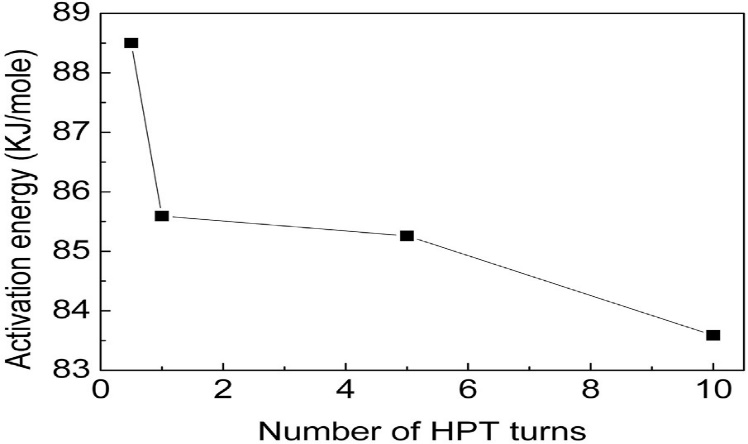 89
88
87
86
85
84
83
Activation energy (KJ/mole)
0 2 4 6 8 10
Number of HPT turns